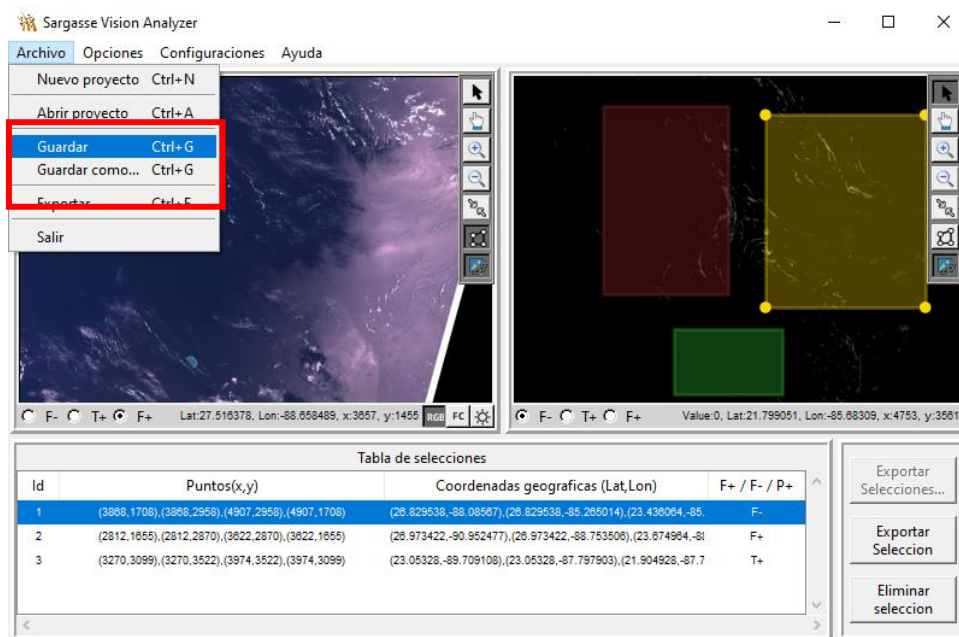 Sargasse Vision Analyzer
Archivo Opciones Configuraciones Ayuda
Nuevo proyecto Ctrl+N
Abrir proyecto Ctrl+A
Guardar Ctrl+G
Guardar como... Ctrl+G
Exportar Ctrl+E
Salir
F- T+ F+ Lat:27.516378, Lon:-88.658489, x:3657, y:1455 RGB FC
F- T+ F+ Value:0, Lat:21.799051, Lon:-85.68309, x:4753, y:3561
Tabla de selecciones
Id Puntos(x,y) Coordenadas geograficas (Lat,Lon) F+ / F- / P+
1 (3868,1708),(3868,2958),(4907,2958),(4907,1708) (26.829538,-88.08567),(26.829538,-85.265014),(23.436064,-85. F-
2 (2812,1655),(2812,2870),(3622,2870),(3622,1655) (26.973422,-90.952477),(26.973422,-88.753506),(23.674964,-88 F+
3 (3270,3099),(3270,3522),(3974,3522),(3974,3099) (23.05328,-89.709108),(23.05328,-87.797903),(21.904928,-87.7 T+
Exportar
Selecciones...
Exportar
Seleccion
Eliminar
seleccion